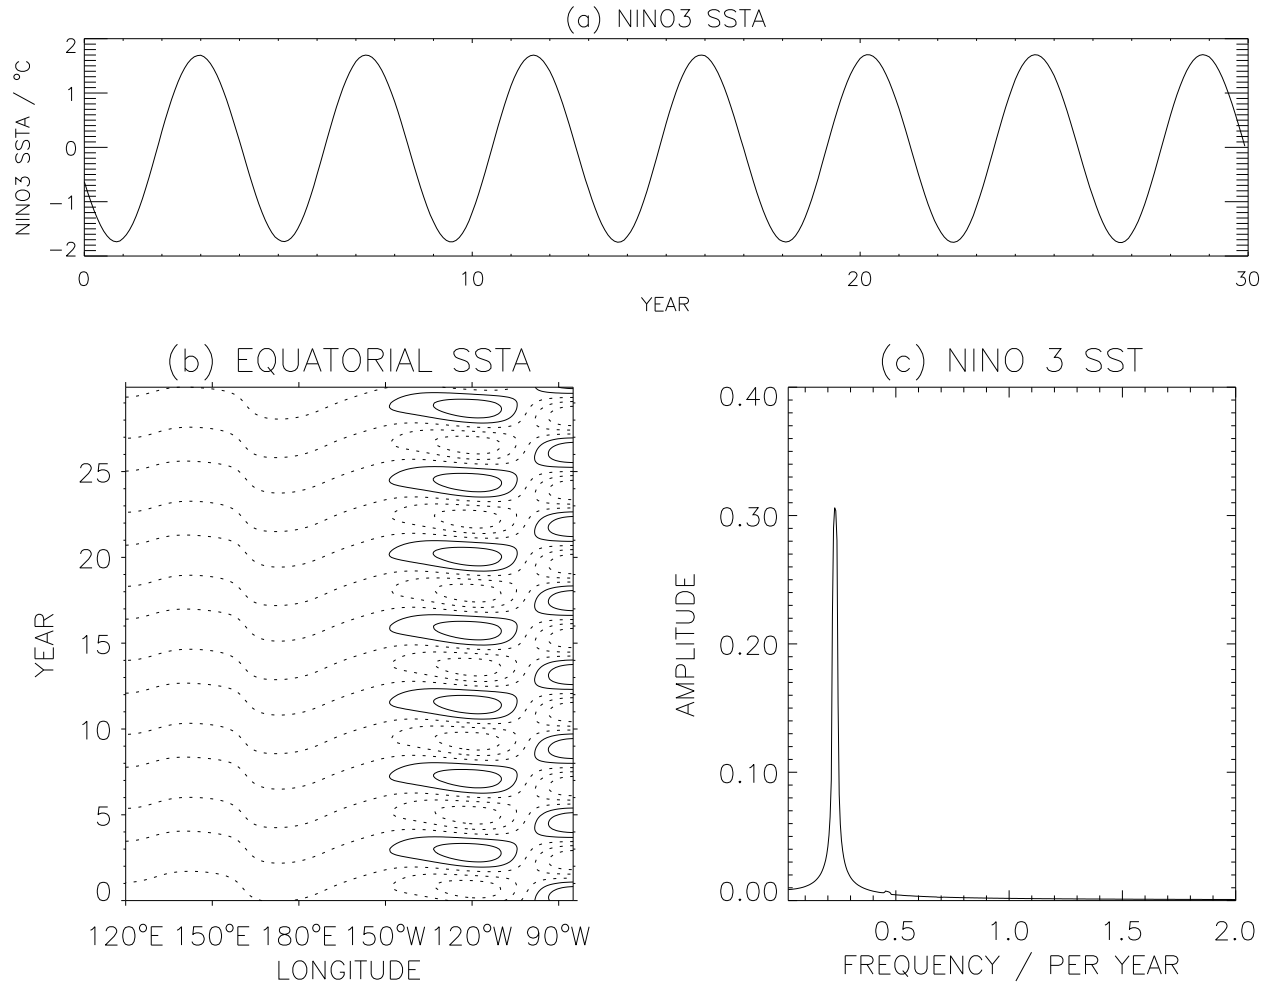 (a) NINO3 SSTA
NINO3 SSTA / °C
2
1
0
−1
−2
0 10 20 30
YEAR
(b) EQUATORIAL SSTA
YEAR
25
20
15
10
5
0
120°E 150°E 180°E 150°W 120°W 90°W
LONGITUDE
(c) NINO 3 SST
AMPLITUDE
0.40
0.30
0.20
0.10
0.00
0.5 1.0 1.5 2.0
FREQUENCY / PER YEAR